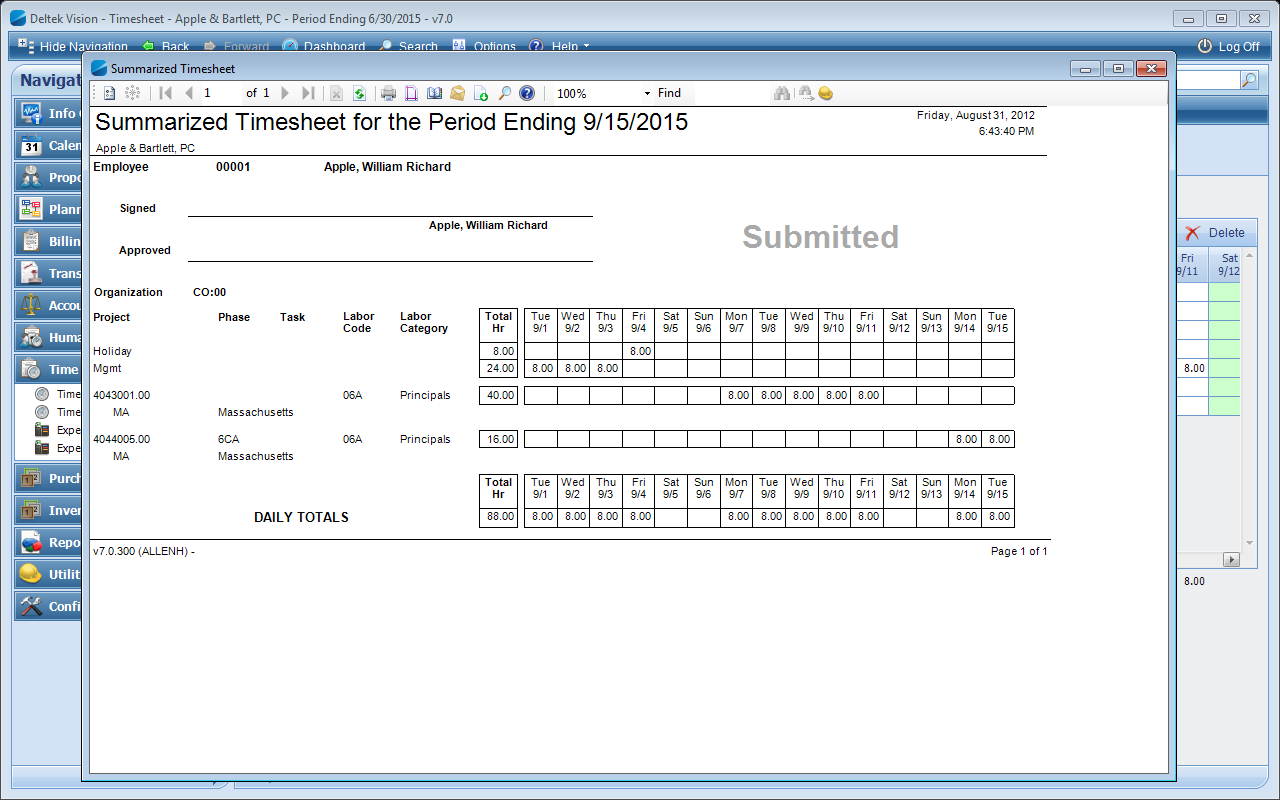 Deltek Vision - Timesheet - Apple & Bartlett, PC - Period Ending 6/30/2015 - v7.0
Hide Navigation Back Forward Dashboard Search Options Help Log Off
Summarized Timesheet
1 of 1 100% Find
Summarized Timesheet for the Period Ending 9/15/2015
Friday, August 31, 2012
6:43:40 PM
Apple & Bartlett, PC
Employee 00001 Apple, William Richard
Signed
Apple, William Richard
Submitted
Approved
Organization CO:00
Project Phase Task Labor Code Labor Category Total Hr Tue 9/1 Wed 9/2 Thu 9/3 Fri 9/4 Sat 9/5 Sun 9/6 Mon 9/7 Tue 9/8 Wed 9/9 Thu 9/10 Fri 9/11 Sat 9/12 Sun 9/13 Mon 9/14 Tue 9/15
Holiday 8.00 8.00
Mgmt 24.00 8.00 8.00 8.00
4043001.00 06A Principals 40.00 8.00 8.00 8.00 8.00 8.00
MA Massachusetts
4044005.00 6CA 06A Principals 16.00 8.00 8.00
MA Massachusetts
Total Hr Tue 9/1 Wed 9/2 Thu 9/3 Fri 9/4 Sat 9/5 Sun 9/6 Mon 9/7 Tue 9/8 Wed 9/9 Thu 9/10 Fri 9/11 Sat 9/12 Sun 9/13 Mon 9/14 Tue 9/15
DAILY TOTALS 88.00 8.00 8.00 8.00 8.00 8.00 8.00 8.00 8.00 8.00 8.00 8.00
v7.0.300 (ALLENH) - Page 1 of 1
Navigat
Info
31 Calen
Propo
Plann
Billin
Trans
Accou
Huma
Time
Time
Time
Expe
Expe
Purch
Inver
Repo
Utilit
Confi
Delete
Fri 9/11 Sat 9/12
8.00
8.00